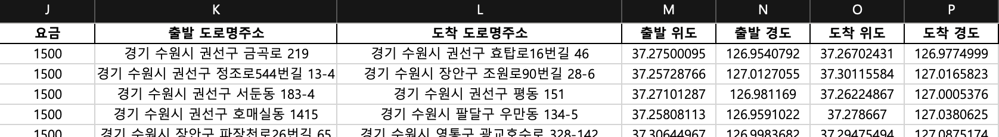 J K L M N O P
요금 출발 도로명주소 도착 도로명주소 출발 위도 출발 경도 도착 위도 도착 경도
1500 경기 수원시 권선구 금곡로 219 경기 수원시 권선구 효탑로16번길 46 37.27500095 126.9540792 37.26702431 126.9774999
1500 경기 수원시 권선구 정조로544번길 13-4 경기 수원시 장안구 조원로90번길 28-6 37.25728766 127.0127055 37.30115584 127.0165823
1500 경기 수원시 권선구 서둔동 183-4 경기 수원시 권선구 평동 151 37.27101287 126.981169 37.26224867 127.0005376
1500 경기 수원시 권선구 호매실동 1415 경기 수원시 팔달구 우만동 134-5 37.25808113 126.9591022 37.278667 127.0380625
1500 경기 수원시 장안구 파장천로26번길 65 경기 수원시 영통구 광교호수로 328-142 37.30644967 126.9983682 37.29475494 127.0875174